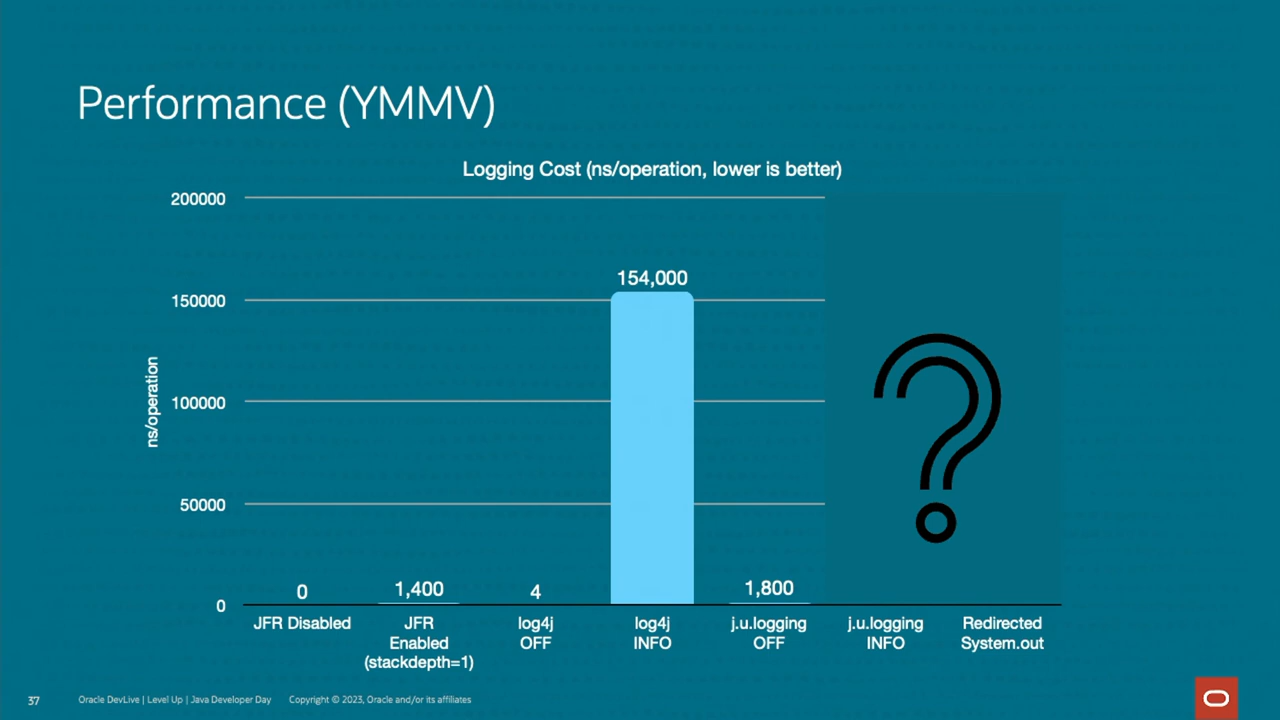 Performance (YMMV)
Logging Cost (ns/operation, lower is better)
200000
150000
100000
50000
0
ns/operation
154,000
0
1,400
4
1,800
JFR Disabled
JFR
Enabled
(stackdepth=1)
log4j
OFF
log4j
INFO
j.u.logging
OFF
j.u.logging
INFO
Redirected
System.out
?
37
Oracle DevLive | Level Up | Java Developer Day
Copyright © 2023, Oracle and/or its affiliates